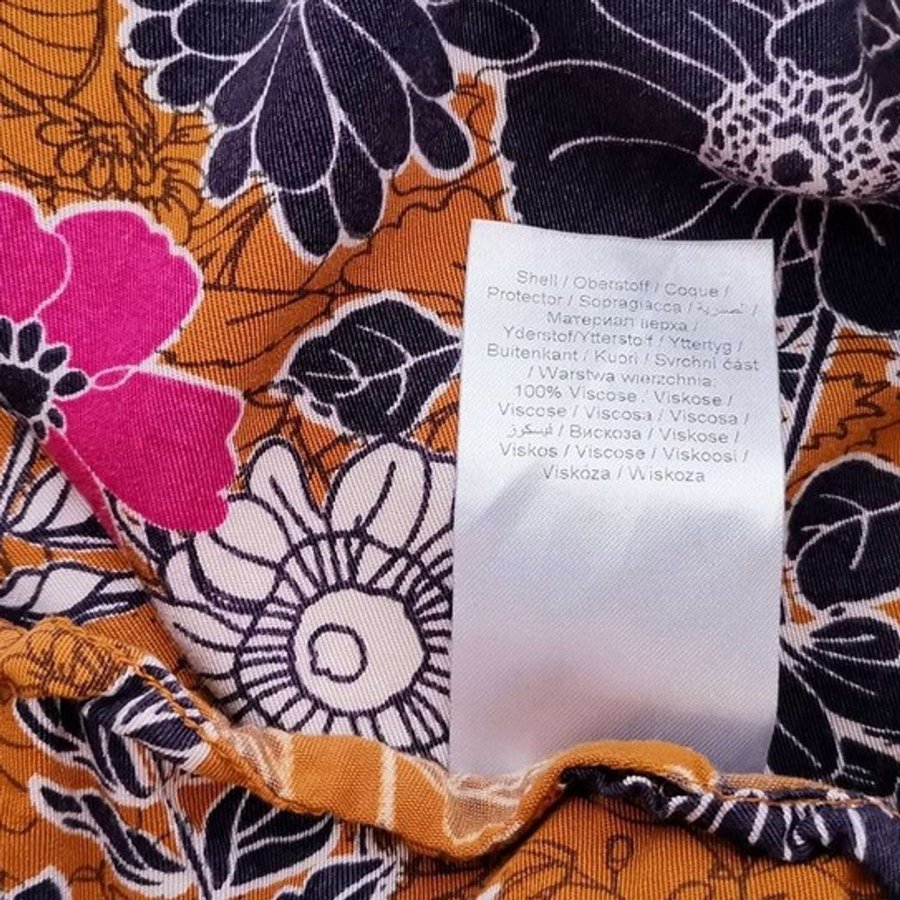 Shell / Oberstoff / Coque /
Protector / Sopragiacca / /
Материал верха /
Yderstof/Ytterstoff / Yttertyg /
Buitenkant / Kuori / Svrchní část
/ Warstwa wierzchnia:
100% Viscose / Viskose /
Viscose / Viscosa / Viscosa /
فيسكوز / Вискоза / Viskose /
Viskos / Viscose / Viskoosi /
Viskóza / Wiskoza